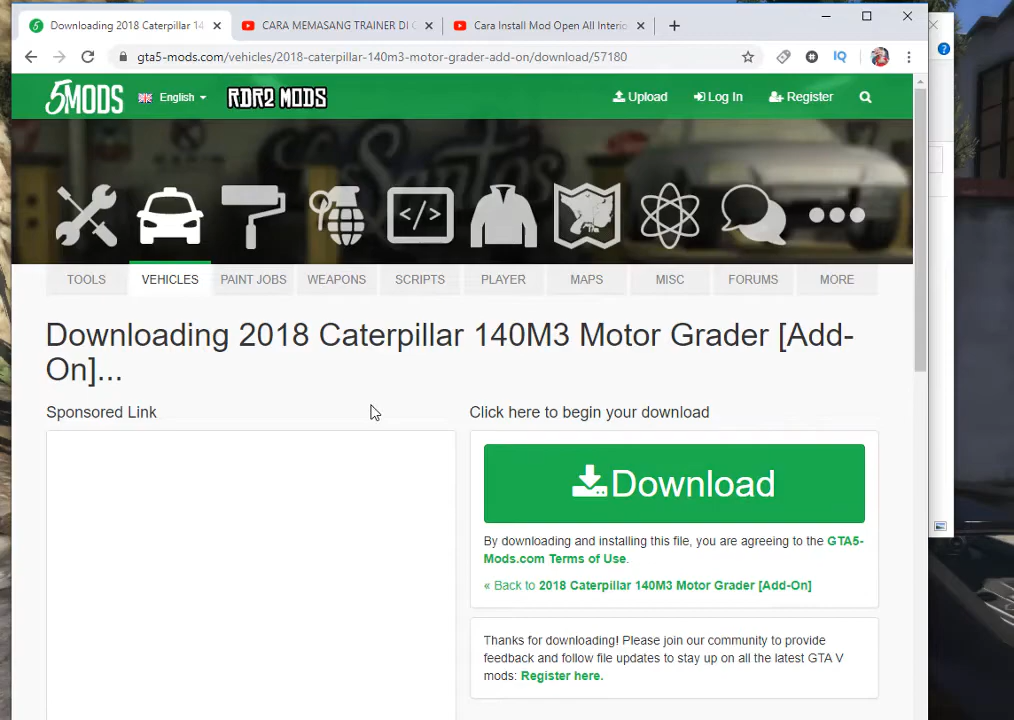 Downloading 2018 Caterpillar 14
CARA MEMASANG TRAINER DI G
Cara Install Mod Open All Interio
gta5-mods.com/vehicles/2018-caterpillar-140m3-motor-grader-add-on/download/57180
IQ
5MODS
English
RDR2 MODS
Upload
Log In
Register
TOOLS
VEHICLES
PAINT JOBS
WEAPONS
SCRIPTS
PLAYER
MAPS
MISC
FORUMS
MORE
Downloading 2018 Caterpillar 140M3 Motor Grader [Add-
On]...
Sponsored Link
Click here to begin your download
Download
By downloading and installing this file, you are agreeing to the GTA5-
Mods.com Terms of Use.
« Back to 2018 Caterpillar 140M3 Motor Grader [Add-On]
Thanks for downloading! Please join our community to provide
feedback and follow file updates to stay up on all the latest GTA V
mods: Register here.